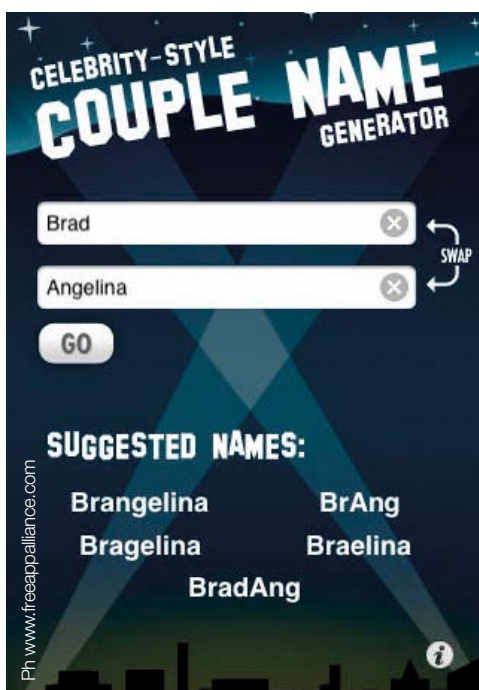 CELEBRITY-STYLE
COUPLE NAME
GENERATOR
Brad
SWAP
Angelina
GO
SUGGESTED NAMES:
Brangelina BrAng
Bragelina Braelina
BradAng
i
Ph www.freeappalliance.com